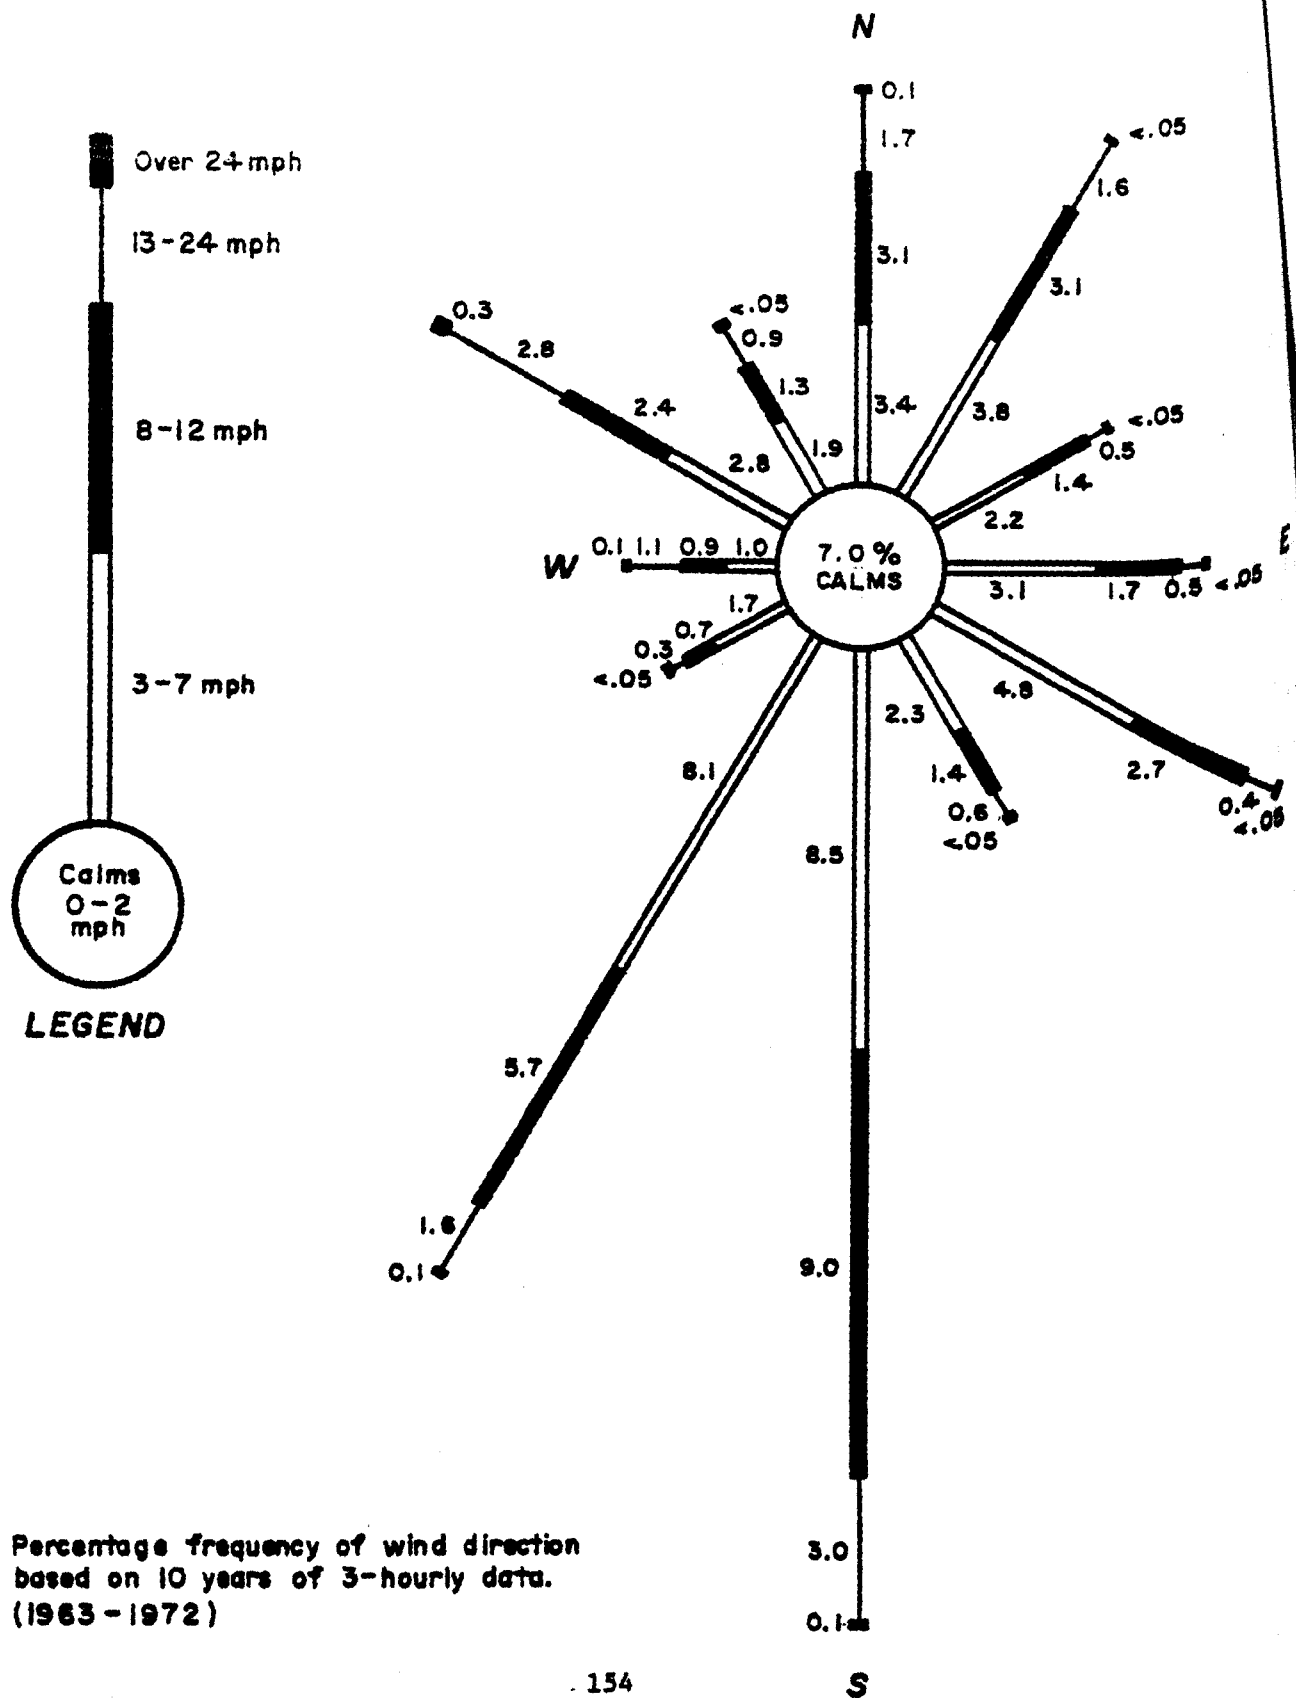 N
Over 24 mph
13-24 mph
8-12 mph
3-7 mph
Calms
0-2
mph
LEGEND
0.1
1.7
3.1
3.4
<.05
1.6
3.1
3.8
<.05
0.5
1.4
2.2
E
3.1 1.7 0.5 <.05
4.8
2.7
0.4
<.05
2.3
1.4
0.6
<.05
8.5
9.0
3.0
0.1
S
8.1
5.7
1.6
0.1
1.7
0.7
0.3
<.05
W
0.1 1.1 0.9 1.0
0.3
2.8
2.4
2.8
<.05
0.9
1.3
1.9
7.0%
CALMS
Percentage frequency of wind direction
based on 10 years of 3-hourly data.
(1963-1972)
154